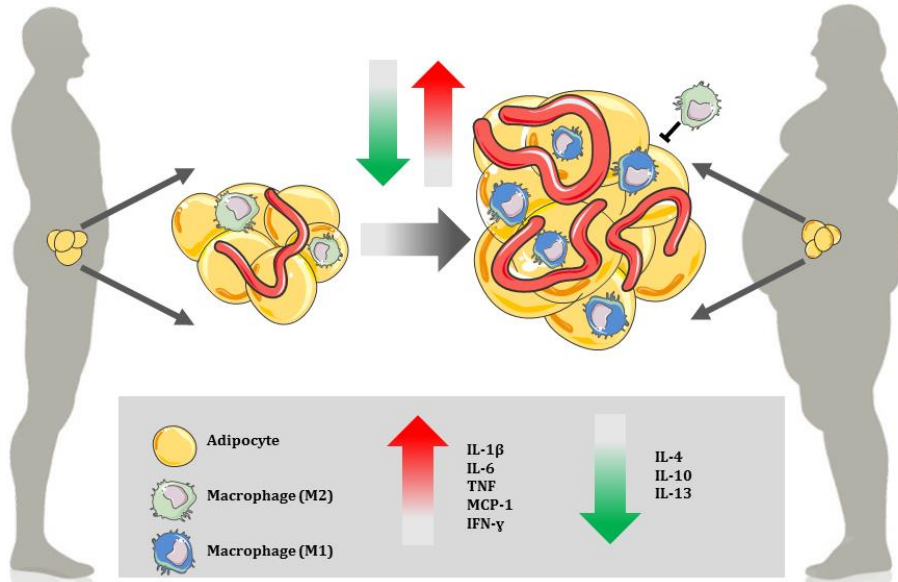 Adipocyte
Macrophage (M2)
Macrophage (M1)
IL-1β
IL-6
TNF
MCP-1
IFN-ɣ
IL-4
IL-10
IL-13